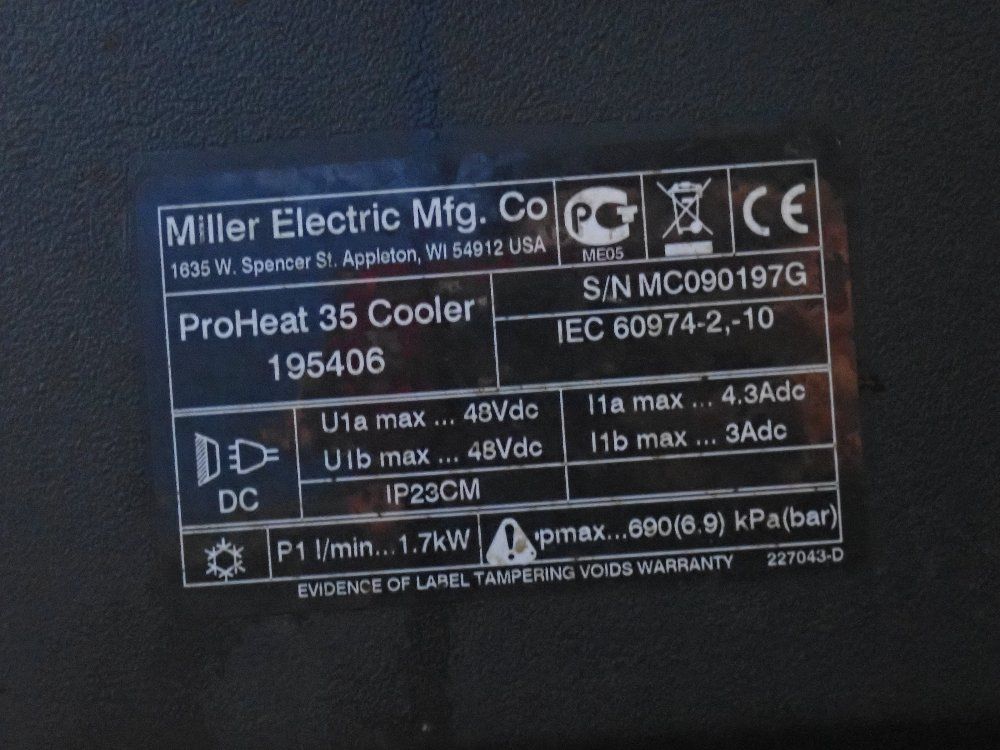 Miller Electric Mfg. Co
1635 W. Spencer St. Appleton, WI 54912 USA
PCT
ME05
CE
S/N MC090197G
ProHeat 35 Cooler
195406
IEC 60974-2,-10
DC
U1a max ... 48Vdc
I1a max ... 4.3Adc
U1b max ... 48Vdc
I1b max ... 3Adc
IP23CM
P1 l/min...1.7kW
pmax...690(6.9) kPa(bar)
EVIDENCE OF LABEL TAMPERING VOIDS WARRANTY
227043-D